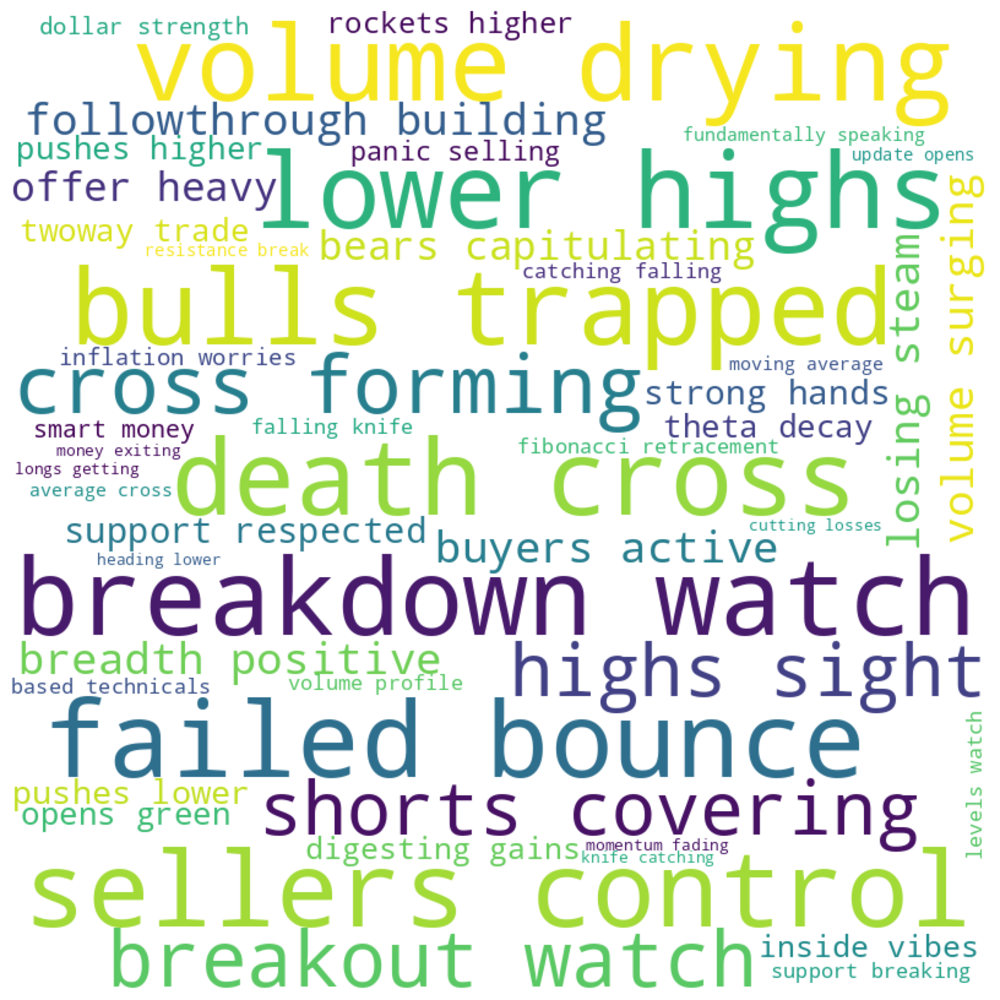 dollar strength
rockets higher
volume drying
followthrough building
fundamentally speaking
pushes higher
panic selling
update opens
lower highs
offer heavy
volume surging
twoway trade
bears capitulating
losing steam
resistance break
catching falling
bulls trapped
inflation worries
moving average
cross forming
strong hands
smart money
falling knife
theta decay
money exiting
fibonacci retracement
death cross
longs getting
average cross
support respected
cutting losses
buyers active
heading lower
breakdown watch
breadth positive
highs sight
based technicals
volume profile
failed bounce
levels watch
pushes lower
shorts covering
opens green
digesting gains
momentum fading
knife catching
sellers control
breakout watch
inside vibes
support breaking